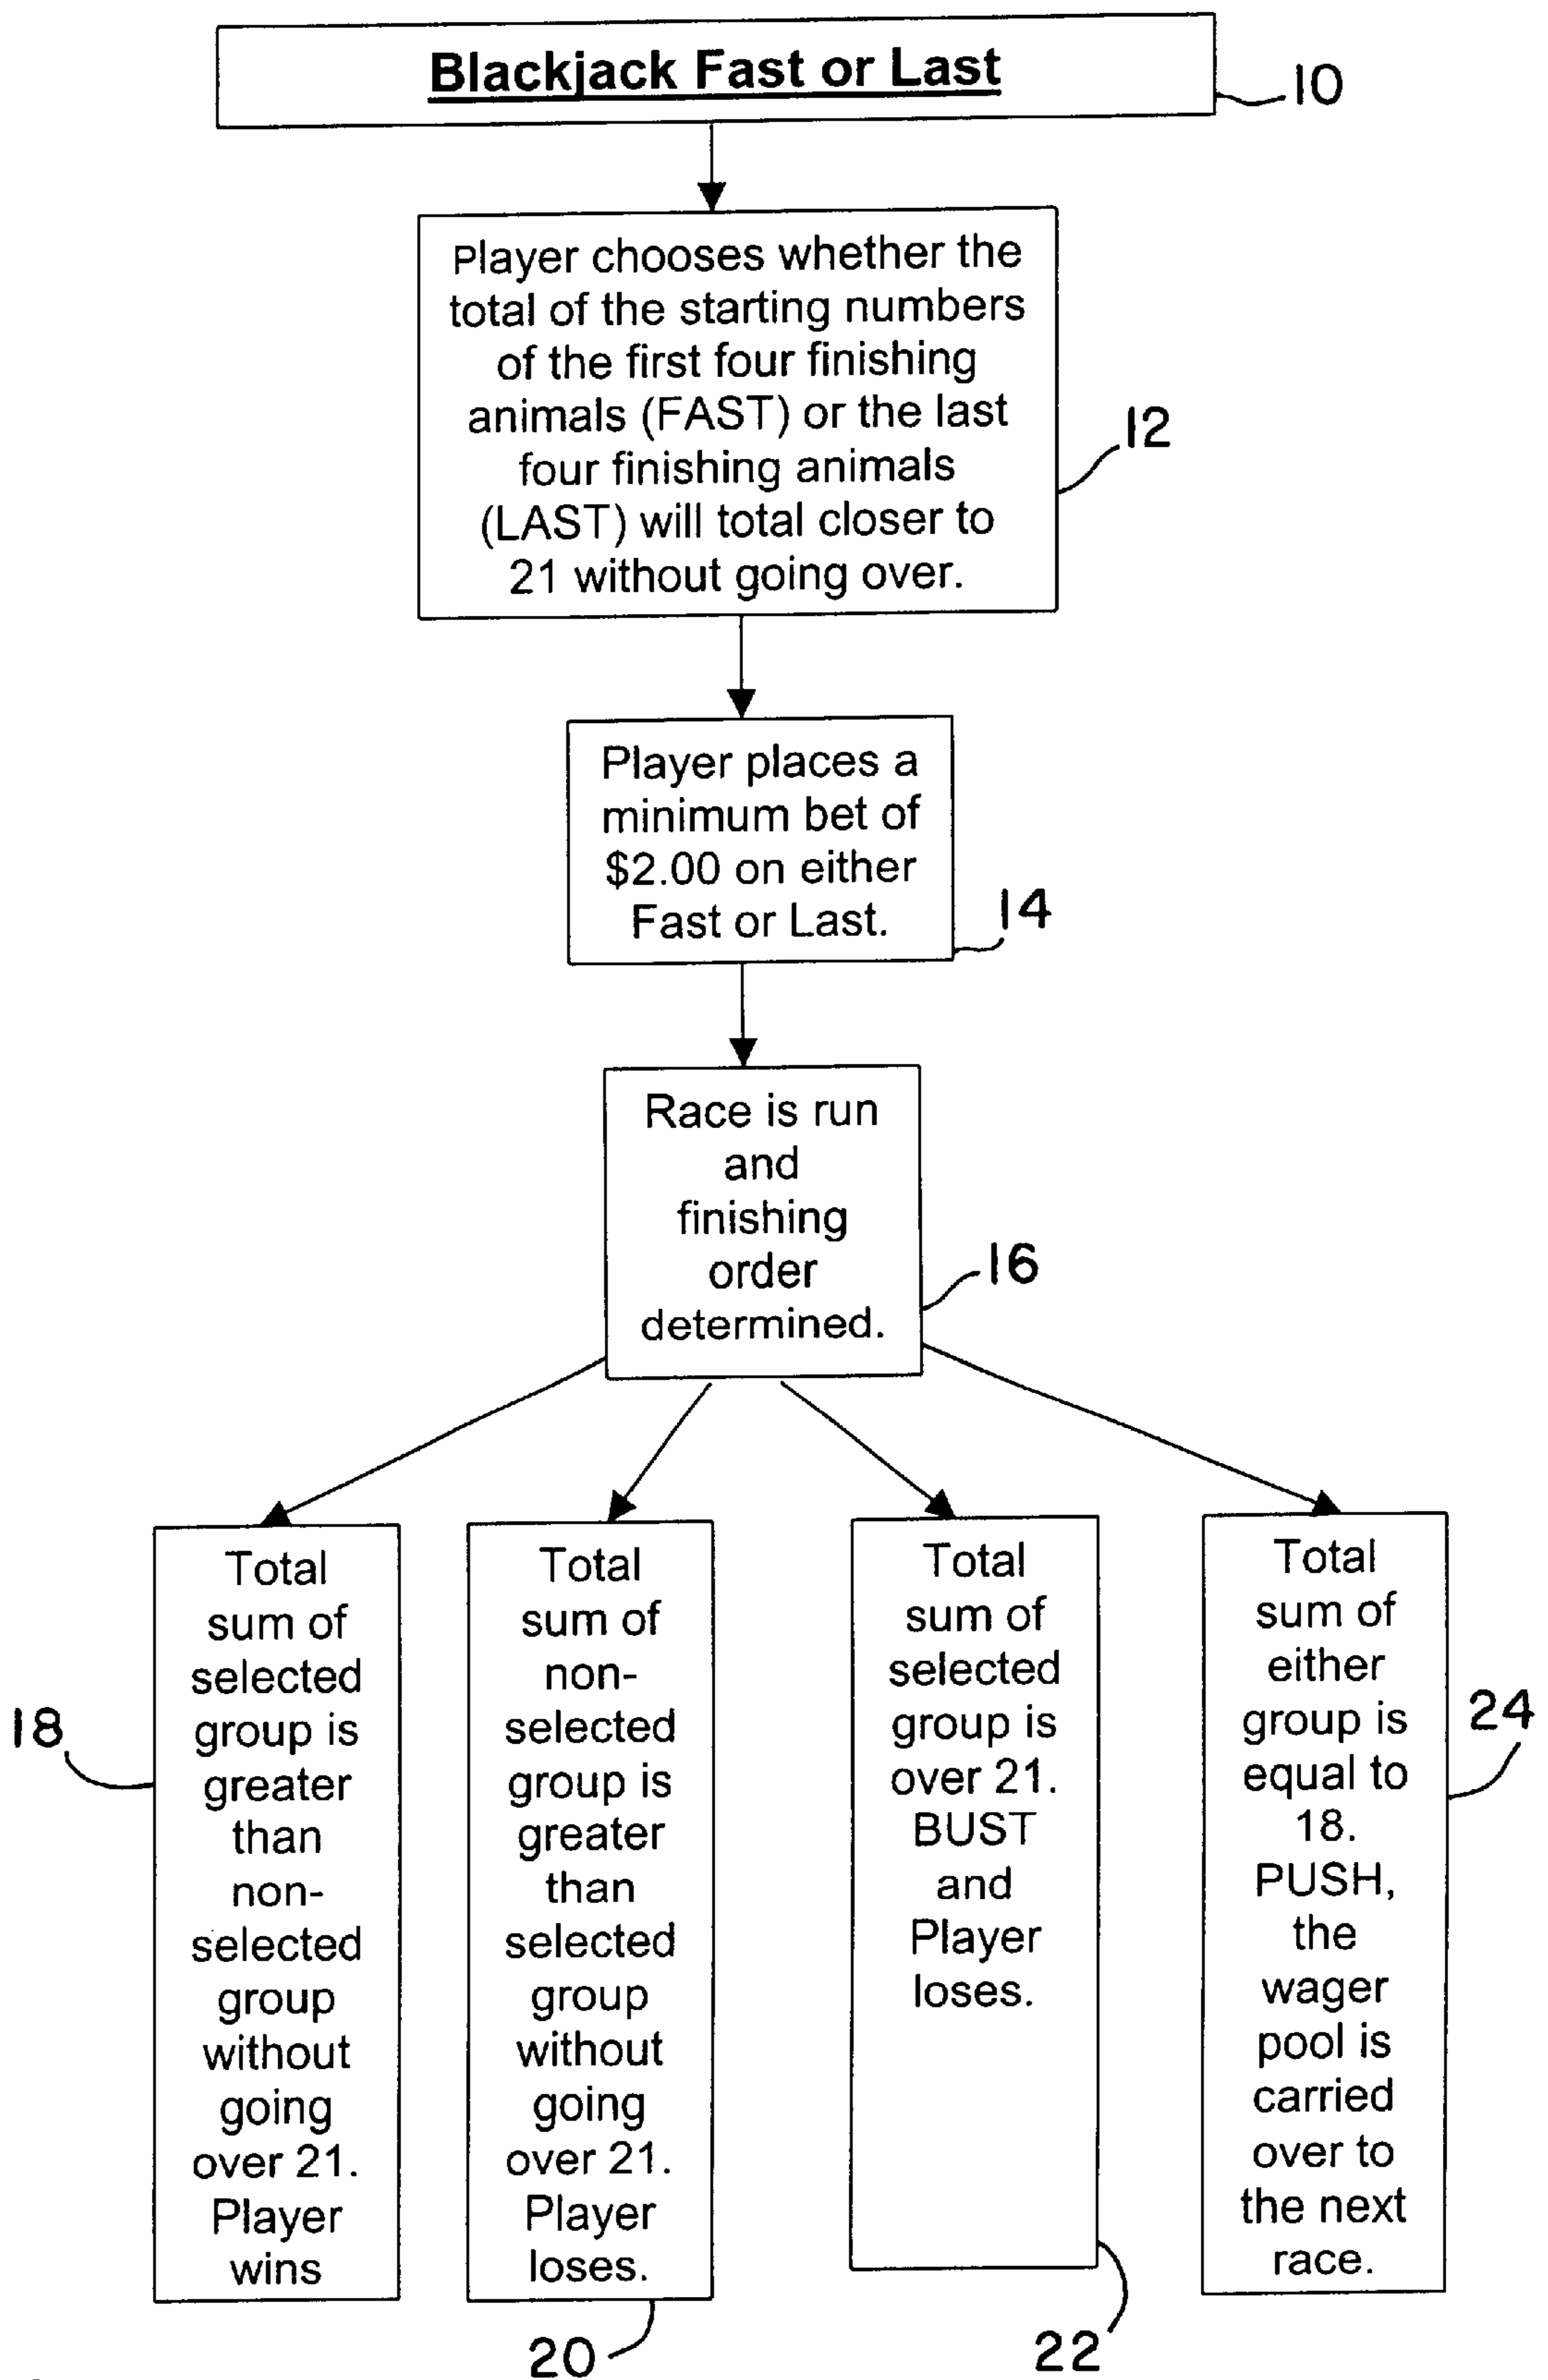 Blackjack Fast or Last
10
Player chooses whether the
total of the starting numbers
of the first four finishing
animals (FAST) or the last
four finishing animals
(LAST) will total closer to
21 without going over.
12
Player places a
minimum bet of
$2.00 on either
Fast or Last.
14
Race is run
and
finishing
order
determined.
16
Total
sum of
selected
group is
greater
than
non-
selected
group
without
going
over 21.
Player
wins
18
Total
sum of
non-
selected
group is
greater
than
selected
group
without
going
over 21.
Player
loses.
20
Total
sum of
selected
group is
over 21.
BUST
and
Player
loses.
22
Total
sum of
either
group is
equal to
18.
PUSH,
the
wager
pool is
carried
over to
the next
race.
24